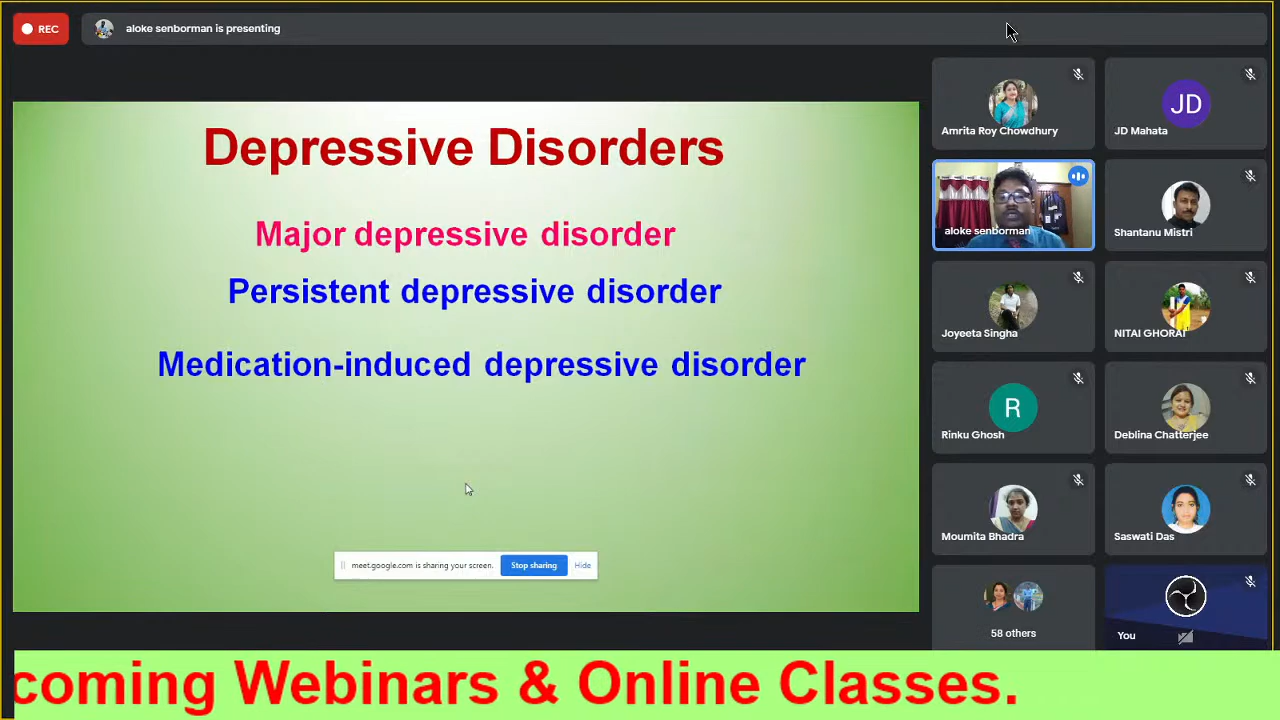 REC
aloke senborman is presenting
Depressive Disorders
Major depressive disorder
Persistent depressive disorder
Medication-induced depressive disorder
meet.google.com is sharing your screen.
Stop sharing
Hide
Amrita Roy Chowdhury
JD
JD Mahata
aloke senborman
Shantanu Mistri
Joyeeta Singha
NITAI GHORAI
R
Rinku Ghosh
Deblina Chatterjee
Moumita Bhadra
Saswati Das
58 others
You
coming Webinars & Online Classes.